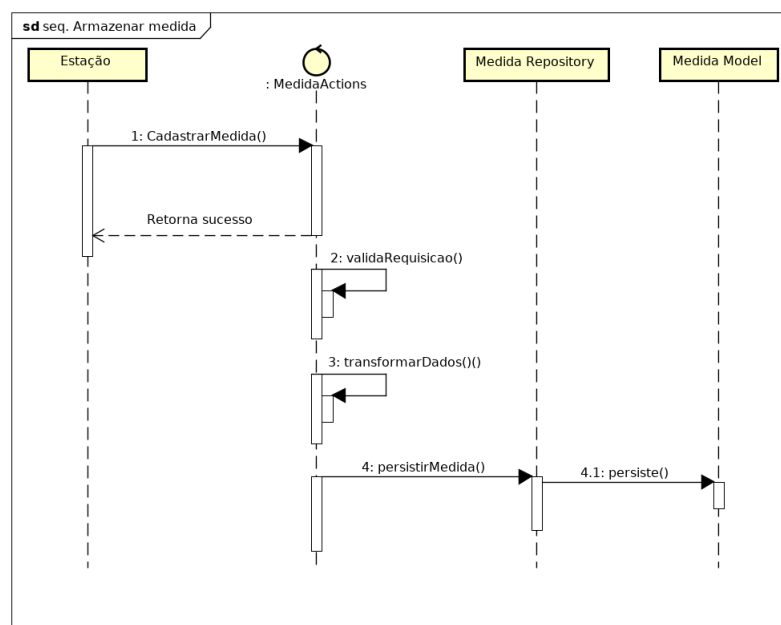 sd seq. Armazenar medida
Estação
: MedidaActions
Medida Repository
Medida Model
1: CadastrarMedida()
Retorna sucesso
2: validaRequisicao()
3: transformarDados()()
4: persistirMedida()
4.1: persiste()